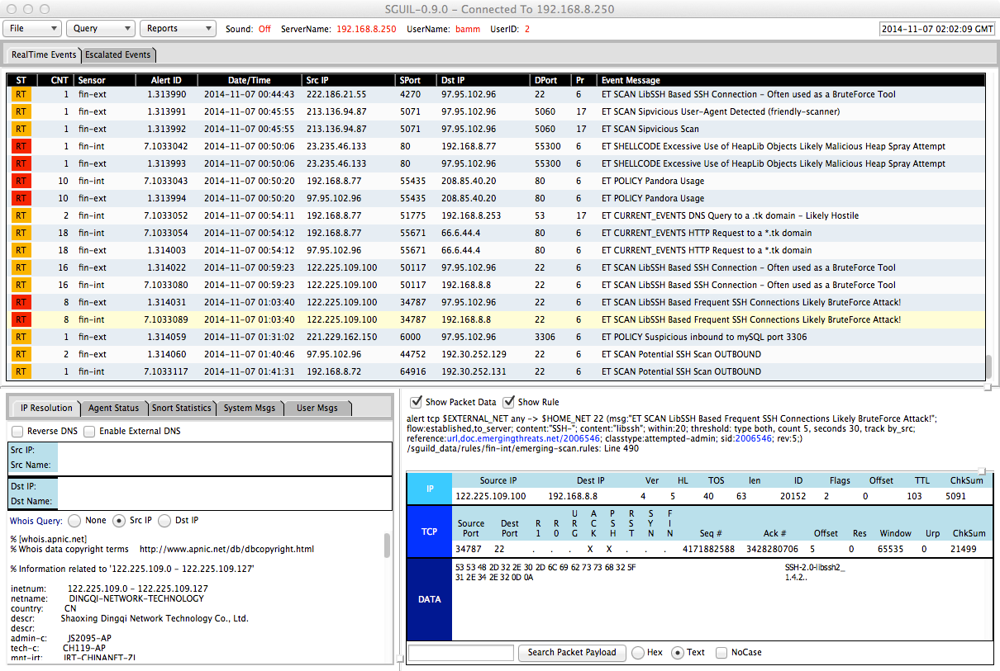 SGUIL-0.9.0 - Connected To 192.168.8.250
File Query Reports Sound: Off ServerName: 192.168.8.250 UserName: bamm UserID: 2 2014-11-07 02:02:09 GMT
RealTime Events Escalated Events
ST CNT Sensor Alert ID Date/Time Src IP SPort Dst IP DPort Pr Event Message
RT 1 fin-ext 1.313990 2014-11-07 00:44:43 222.186.21.55 4270 97.95.102.96 22 6 ET SCAN LibSSH Based SSH Connection - Often used as a BruteForce Tool
RT 1 fin-ext 1.313991 2014-11-07 00:45:55 213.136.94.87 5071 97.95.102.96 5060 17 ET SCAN Sipvicious User-Agent Detected (friendly-scanner)
RT 1 fin-ext 1.313992 2014-11-07 00:45:55 213.136.94.87 5071 97.95.102.96 5060 17 ET SCAN Sipvicious Scan
RT 1 fin-int 7.1033042 2014-11-07 00:50:06 23.235.46.133 80 192.168.8.77 55300 6 ET SHELLCODE Excessive Use of HeapLib Objects Likely Malicious Heap Spray Attempt
RT 1 fin-ext 1.313993 2014-11-07 00:50:06 23.235.46.133 80 97.95.102.96 55300 6 ET SHELLCODE Excessive Use of HeapLib Objects Likely Malicious Heap Spray Attempt
RT 10 fin-int 7.1033043 2014-11-07 00:50:20 192.168.8.77 55435 208.85.40.20 80 6 ET POLICY Pandora Usage
RT 10 fin-ext 1.313994 2014-11-07 00:50:20 97.95.102.96 55435 208.85.40.20 80 6 ET POLICY Pandora Usage
RT 2 fin-int 7.1033052 2014-11-07 00:54:11 192.168.8.77 51775 192.168.8.253 53 17 ET CURRENT_EVENTS DNS Query to a .tk domain - Likely Hostile
RT 18 fin-int 7.1033054 2014-11-07 00:54:12 192.168.8.77 55671 66.6.44.4 80 6 ET CURRENT_EVENTS HTTP Request to a *.tk domain
RT 18 fin-ext 1.314003 2014-11-07 00:54:12 97.95.102.96 55671 66.6.44.4 80 6 ET CURRENT_EVENTS HTTP Request to a *.tk domain
RT 16 fin-ext 1.314022 2014-11-07 00:59:23 122.225.109.100 50117 97.95.102.96 22 6 ET SCAN LibSSH Based SSH Connection - Often used as a BruteForce Tool
RT 16 fin-int 7.1033080 2014-11-07 00:59:23 122.225.109.100 50117 192.168.8.8 22 6 ET SCAN LibSSH Based SSH Connection - Often used as a BruteForce Tool
RT 8 fin-ext 1.314031 2014-11-07 01:03:40 122.225.109.100 34787 97.95.102.96 22 6 ET SCAN LibSSH Based Frequent SSH Connections Likely BruteForce Attack!
RT 8 fin-int 7.1033089 2014-11-07 01:03:40 122.225.109.100 34787 192.168.8.8 22 6 ET SCAN LibSSH Based Frequent SSH Connections Likely BruteForce Attack!
RT 1 fin-ext 1.314059 2014-11-07 01:31:02 221.229.162.150 6000 97.95.102.96 3306 6 ET POLICY Suspicious inbound to mySQL port 3306
RT 2 fin-ext 1.314060 2014-11-07 01:40:46 97.95.102.96 44752 192.30.252.129 22 6 ET SCAN Potential SSH Scan OUTBOUND
RT 1 fin-int 7.1033117 2014-11-07 01:41:31 192.168.8.72 64916 192.30.252.131 22 6 ET SCAN Potential SSH Scan OUTBOUND
IP Resolution Agent Status Snort Statistics System Msgs User Msgs
Reverse DNS Enable External DNS
Src IP:
Src Name:
Dst IP:
Dst Name:
Whois Query: None Src IP Dst IP
% [whois.apnic.net]
% Whois data copyright terms http://www.apnic.net/db/dbcopyright.html
% Information related to '122.225.109.0 - 122.225.109.127'
inetnum: 122.225.109.0 - 122.225.109.127
netname: DINGQI-NETWORK-TECHNOLOGY
country: CN
descr: Shaoxing Dingqi Network Technology Co., Ltd.
descr:
admin-c: JS2095-AP
tech-c: CH119-AP
mnt-irt: IRT-CHINANET-ZJ
Show Packet Data Show Rule
alert tcp $EXTERNAL_NET any -> $HOME_NET 22 (msg:"ET SCAN LibSSH Based Frequent SSH Connections Likely BruteForce Attack!";
flow:established,to_server; content:"SSH-"; content:"libssh"; within:20; threshold: type both, count 5, seconds 30, track by_src;
reference:url,doc.emergingthreats.net/2006546; classtype:attempted-admin; sid:2006546; rev:5;)
/sguild_data/rules/fin-int/emerging-scan.rules: Line 490
IP
Source IP Dest IP Ver HL TOS len ID Flags Offset TTL ChkSum
122.225.109.100 192.168.8.8 4 5 40 63 20152 2 0 103 5091
TCP
Source Port Dest Port R1 R0 URG ACK PSH RST SYN FIN Seq # Ack # Offset Res Window Urp ChkSum
34787 22 . . . X X . . . 4171882588 3428280706 5 0 65535 0 21499
DATA
53 53 48 2D 32 2E 30 2D 6C 69 62 73 73 68 32 5F SSH-2.0-libssh2_
31 2E 34 2E 32 0D 0A 1.4.2..
Search Packet Payload Hex Text NoCase